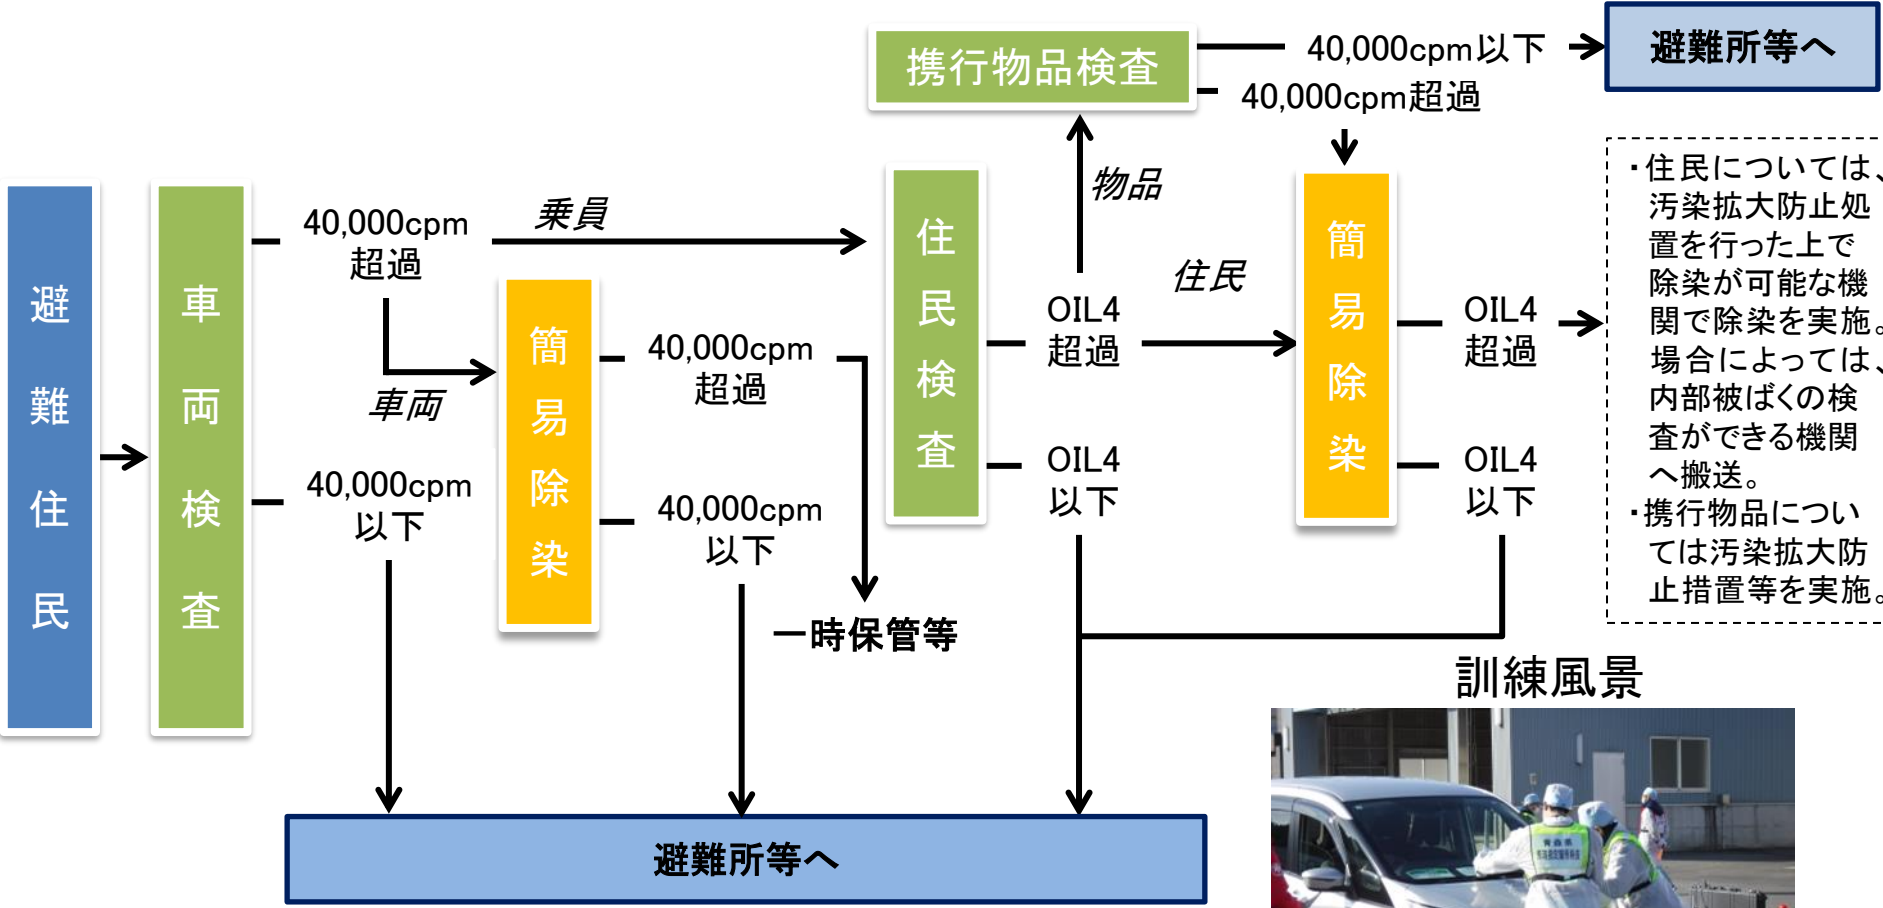 避難住民
車両検査
40,000cpm
超過
40,000cpm
以下
乗員
車両
簡易除染
40,000cpm
超過
40,000cpm
以下
一時保管等
住民検査
OIL4
超過
OIL4
以下
物品
住民
携行物品検査
40,000cpm以下
40,000cpm超過
避難所等へ
簡易除染
OIL4
超過
OIL4
以下
・住民については、
汚染拡大防止処
置を行った上で
除染が可能な機
関で除染を実施。
場合によっては、
内部被ばくの検
査ができる機関
へ搬送。
・携行物品につい
ては汚染拡大防
止措置等を実施。
避難所等へ
訓練風景